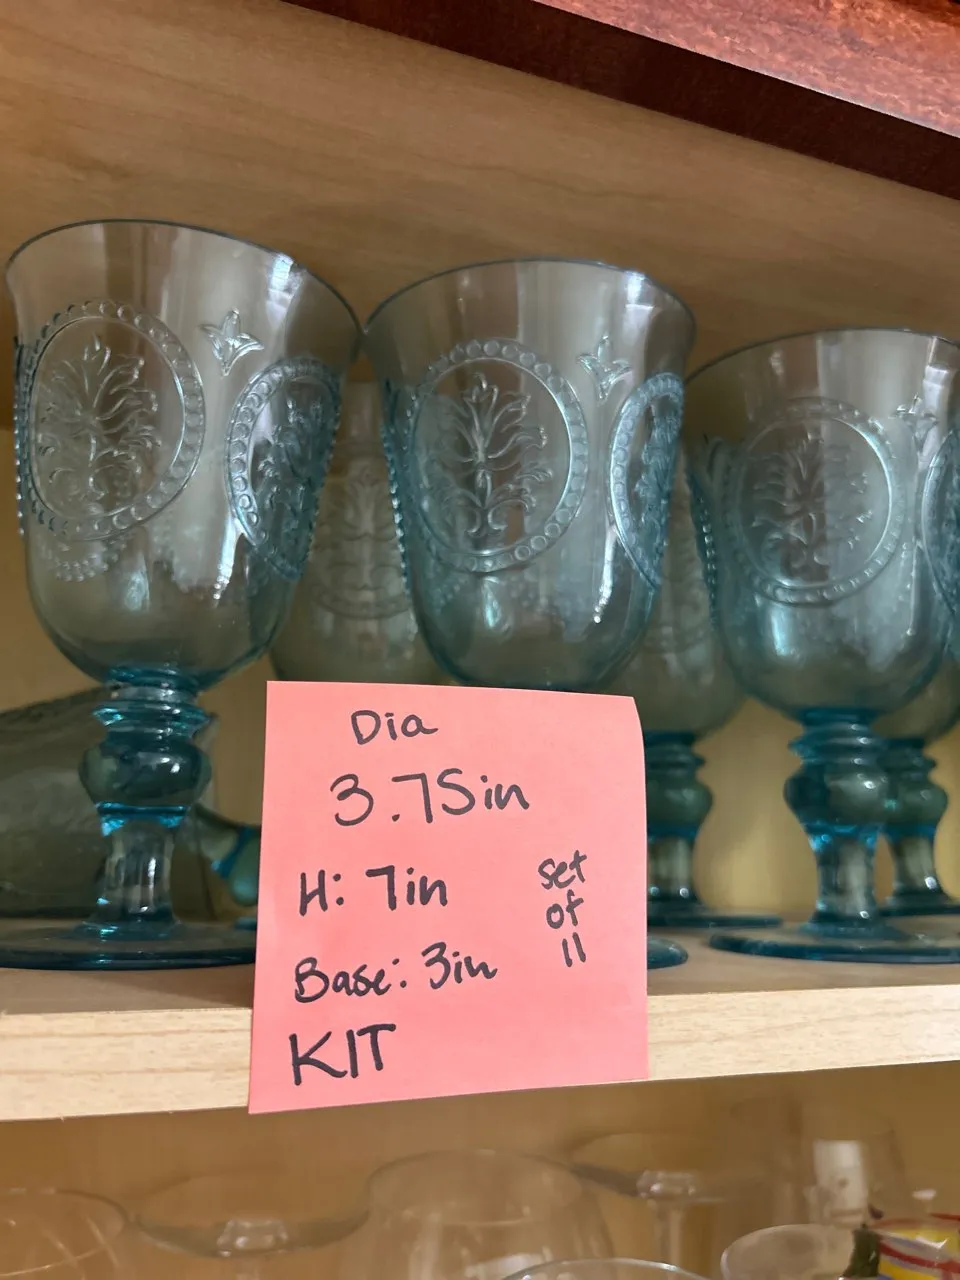 Dia
3.75in
H: 7in
Base: 3in
KIT
set
of
11